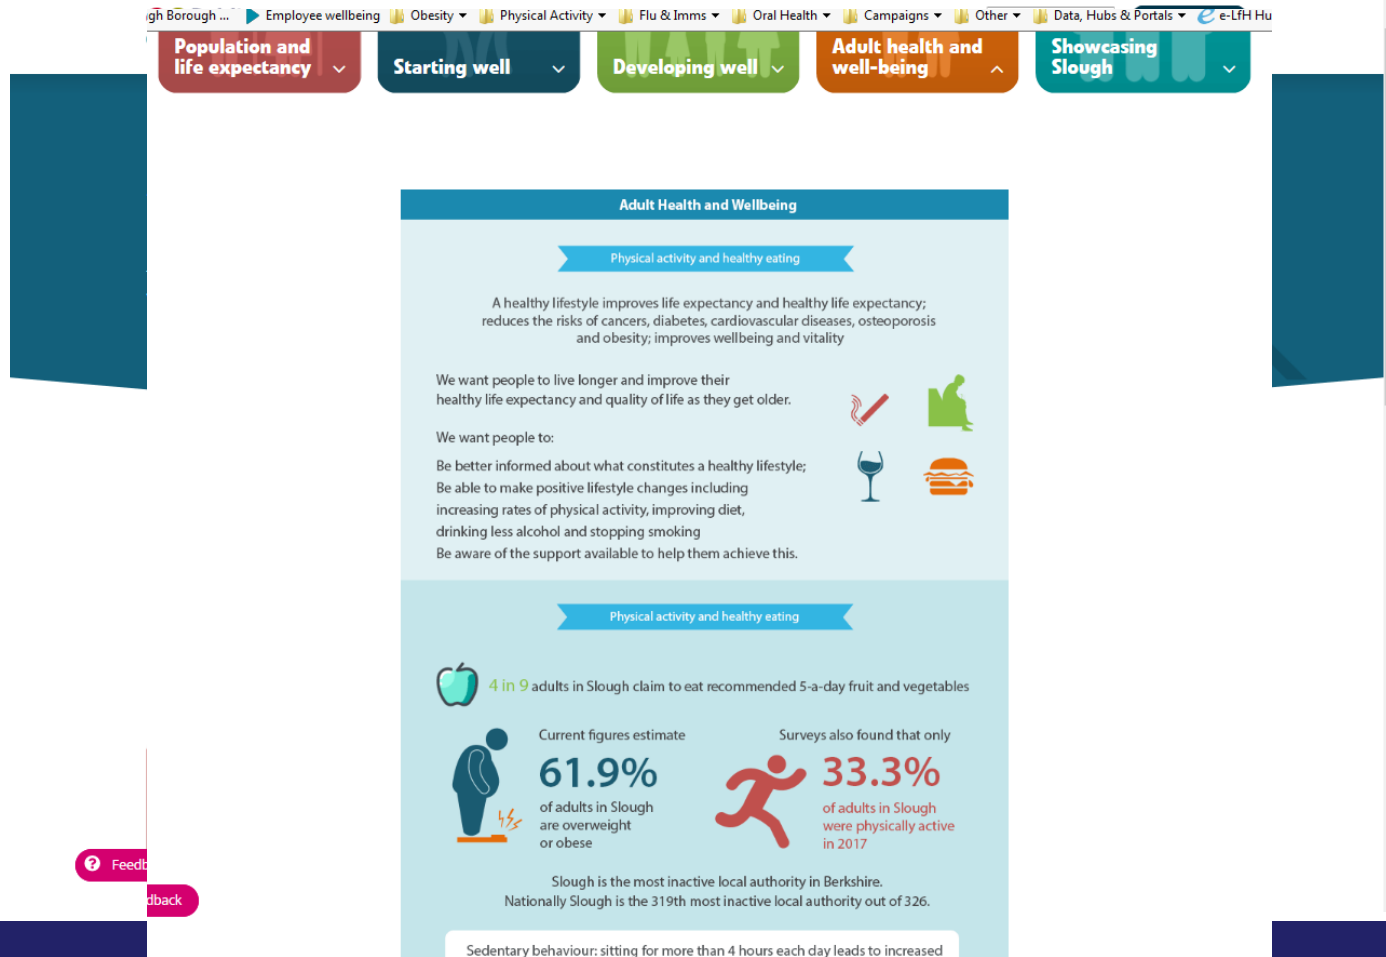 gh Borough ... Employee wellbeing Obesity Physical Activity Flu & Imms Oral Health Campaigns Other Data, Hubs & Portals e-LfH Hu
Population and
life expectancy
Starting well
Developing well
Adult health and
well-being
Showcasing
Slough
Adult Health and Wellbeing
Physical activity and healthy eating
A healthy lifestyle improves life expectancy and healthy life expectancy;
reduces the risks of cancers, diabetes, cardiovascular diseases, osteoporosis
and obesity; improves wellbeing and vitality
We want people to live longer and improve their
healthy life expectancy and quality of life as they get older.
We want people to:
Be better informed about what constitutes a healthy lifestyle;
Be able to make positive lifestyle changes including
increasing rates of physical activity, improving diet,
drinking less alcohol and stopping smoking
Be aware of the support available to help them achieve this.
Physical activity and healthy eating
4 in 9 adults in Slough claim to eat recommended 5-a-day fruit and vegetables
Current figures estimate
61.9%
of adults in Slough
are overweight
or obese
Surveys also found that only
33.3%
of adults in Slough
were physically active
in 2017
Feedb
dback
Slough is the most inactive local authority in Berkshire.
Nationally Slough is the 319th most inactive local authority out of 326.
Sedentary behaviour: sitting for more than 4 hours each day leads to increased